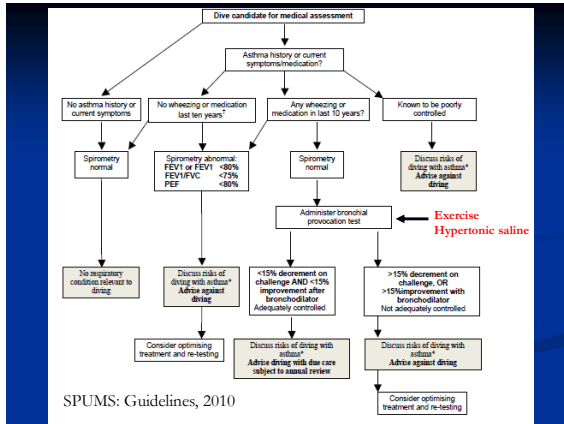 Dive candidate for medical assessment
Asthma history or current
symptoms/medication?
No asthma history or
current symptoms
No wheezing or medication
last ten years?
Any wheezing or
medication in last 10 years?
Known to be poorly
controlled
Spirometry
normal
Spirometry abnormal:
FEV1 or FEV1 <80%
FEV1/FVC <75%
PEF <80%
Spirometry
normal
Discuss risks of
diving with asthma*
Advise against
diving
Administer bronchial
provocation test
Exercise
Hypertonic saline
No respiratory
condition relevant to
diving
Discuss risks of
diving with asthma*
Advise against
diving
<15% decrement on
challenge AND <15%
improvement after
bronchodilator
Adequately controlled
>15% decrement on
challenge, OR
>15%improvement with
bronchodilator
Not adequately controlled
Consider optimising
treatment and re-testing
Discuss risks of diving with
asthma*
Advise diving with due care
subject to annual review
Discuss risks of diving with
asthma*
Advise against diving
Consider optimising
treatment and re-testing
SPUMS: Guidelines, 2010